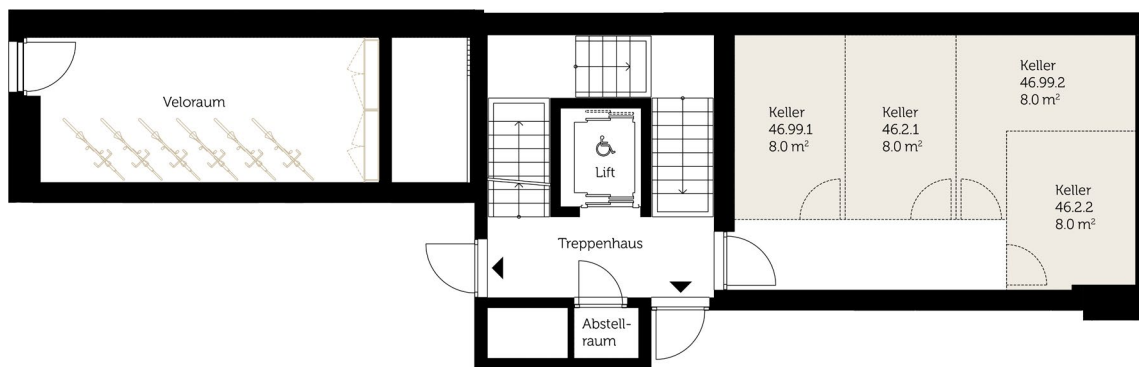 Veloraum
Lift
Treppenhaus
Abstell-
raum
Keller
46.99.1
8.0 m²
Keller
46.2.1
8.0 m²
Keller
46.99.2
8.0 m²
Keller
46.2.2
8.0 m²